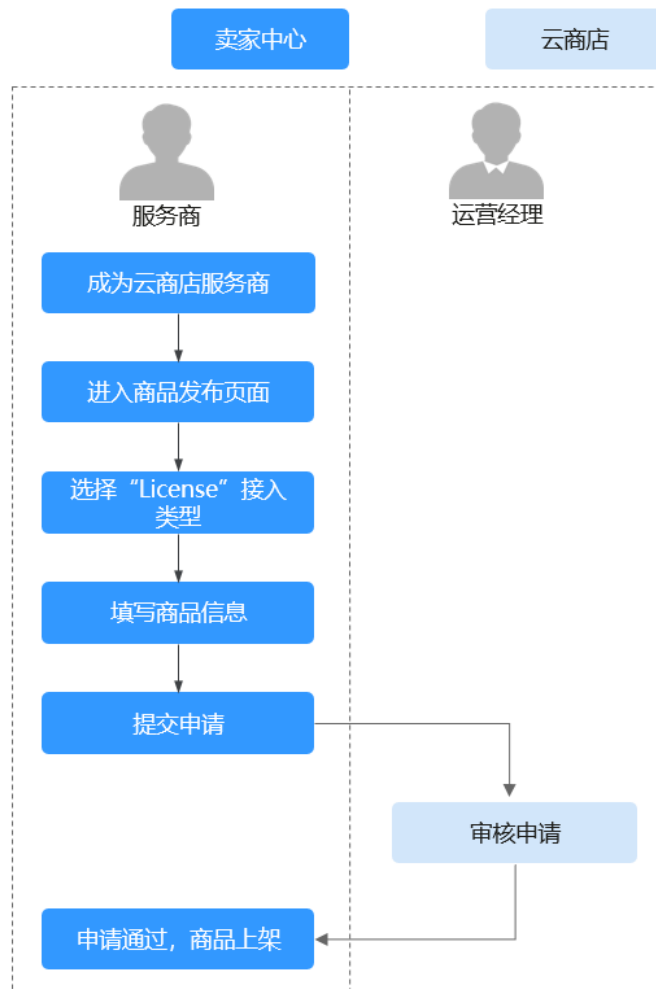 卖家中心
云商店
服务商
运营经理
成为云商店服务商
进入商品发布页面
选择“License”接入
类型
填写商品信息
提交申请
审核申请
申请通过，商品上架